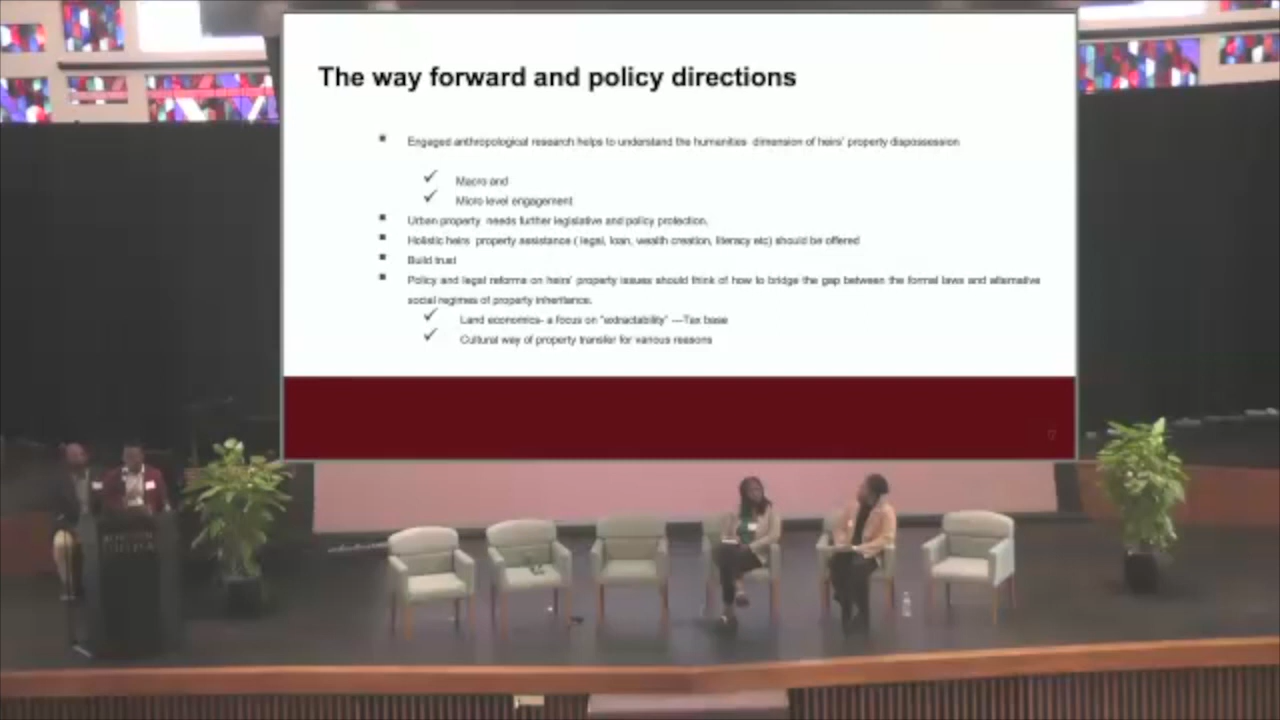 The way forward and policy directions
Engaged anthropological research helps to understand the humanities dimension of heirs' property dispossession
Macro and
Micro level engagement
Urban property needs further legislative and policy protection.
Holistic heirs property assistance ( legal, loan, wealth creation, literacy etc) should be offered
Build trust
Policy and legal reforms on heirs' property issues should think of how to bridge the gap between the formal laws and alternative
social regimes of property inheritance.
Land economics- a focus on "extractability" —Tax base
Cultural way of property transfer for various reasons